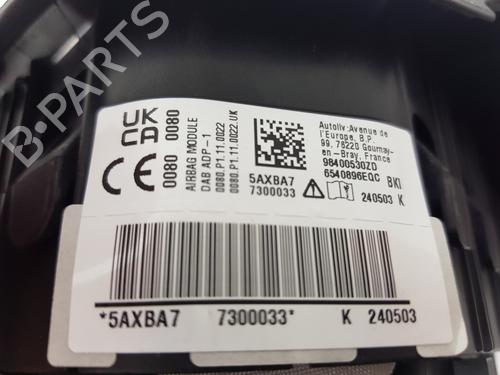 B-PARTS
UK
CA
0080
0080
CE
0080
0080
AIRBAG MODULE
DAB ADP-1
0080.P1.11.0022
0080.P1.11.0022.UK
5AXBA7
7300033
Autoliv:Avenue de
l'Europe, B.P.
99, 76220 Gournay-
en-Bray, France
98400530ZD
6540896EQC
BKI
240503 K
*5AXBA7 7300033* K 240503